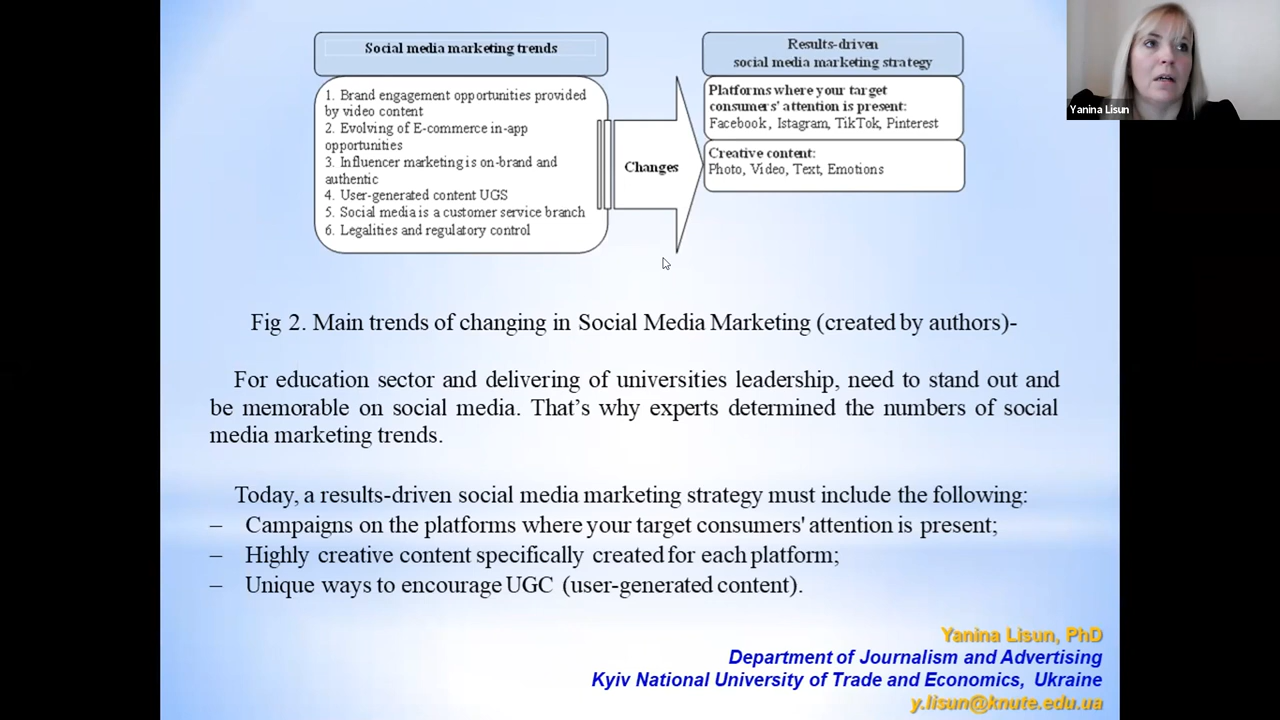 Social media marketing trends
1. Brand engagement opportunities provided
by video content
2. Evolving of E-commerce in-app
opportunities
3. Influencer marketing is on-brand and
authentic
4. User-generated content UGS
5. Social media is a customer service branch
6. Legalities and regulatory control
Changes
Results-driven
social media marketing strategy
Platforms where your target
consumers' attention is present:
Facebook, Istagram, TikTok, Pinterest
Creative content:
Photo, Video, Text, Emotions
Yanina Lisun
Fig 2. Main trends of changing in Social Media Marketing (created by authors)-
For education sector and delivering of universities leadership, need to stand out and
be memorable on social media. That’s why experts determined the numbers of social
media marketing trends.
Today, a results-driven social media marketing strategy must include the following:
– Campaigns on the platforms where your target consumers' attention is present;
– Highly creative content specifically created for each platform;
– Unique ways to encourage UGC (user-generated content).
Yanina Lisun, PhD
Department of Journalism and Advertising
Kyiv National University of Trade and Economics, Ukraine
y.lisun@knute.edu.ua